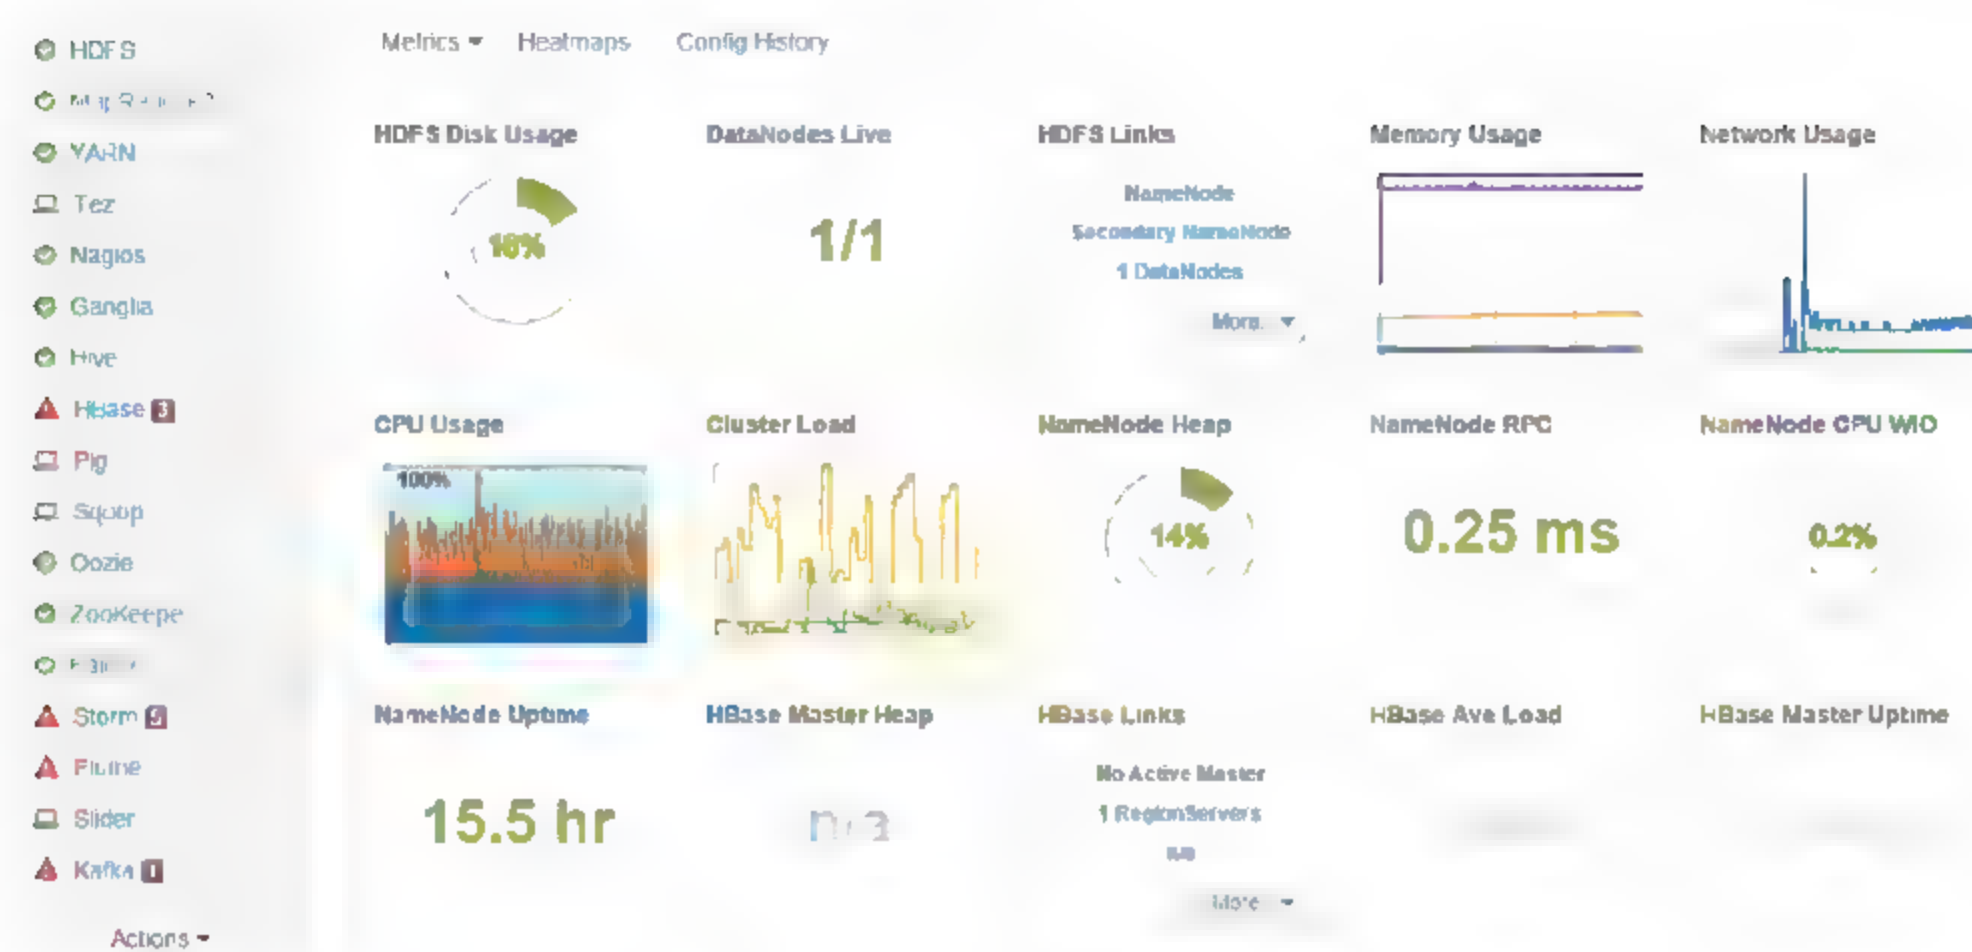 HDFS
YARN
Tez
Nagios
Ganglia
Hive
HBase 3
Pig
Sqoop
Oozie
ZooKeepe
Storm 5
Flume
Slider
Kafka 1
Actions
Metrics
Heatmaps
Config History
HDFS Disk Usage
DataNodes Live
1/1
HDFS Links
NameNode
Secondary NameNode
1 DataNodes
More.
Memory Usage
Network Usage
CPU Usage
100%
Cluster Load
NameNode Heap
14%
NameNode RPC
0.25 ms
NameNode CPU WIO
0.2%
NameNode Uptime
15.5 hr
HBase Master Heap
n/a
HBase Links
No Active Master
1 RegionServers
n/a
More
HBase Ave Load
HBase Master Uptime